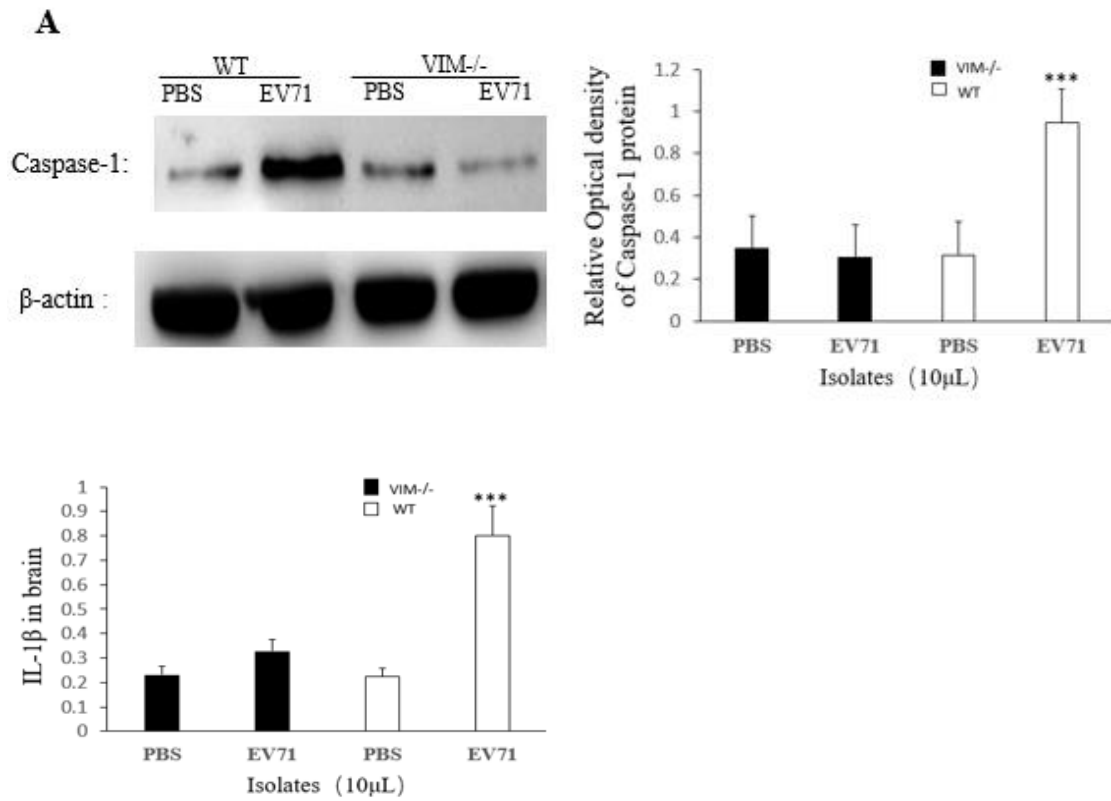 A
WT VIM-/-
PBS EV71 PBS EV71
Caspase-1:
β-actin :
Relative Optical density
of Caspase-1 protein
1.2
1
0.8
0.6
0.4
0.2
0
VIM-/-
WT
***
PBS EV71 PBS EV71
Isolates (10μL)
IL-1β in brain
1
0.9
0.8
0.7
0.6
0.5
0.4
0.3
0.2
0.1
0
VIM-/-
WT
***
PBS EV71 PBS EV71
Isolates (10μL)